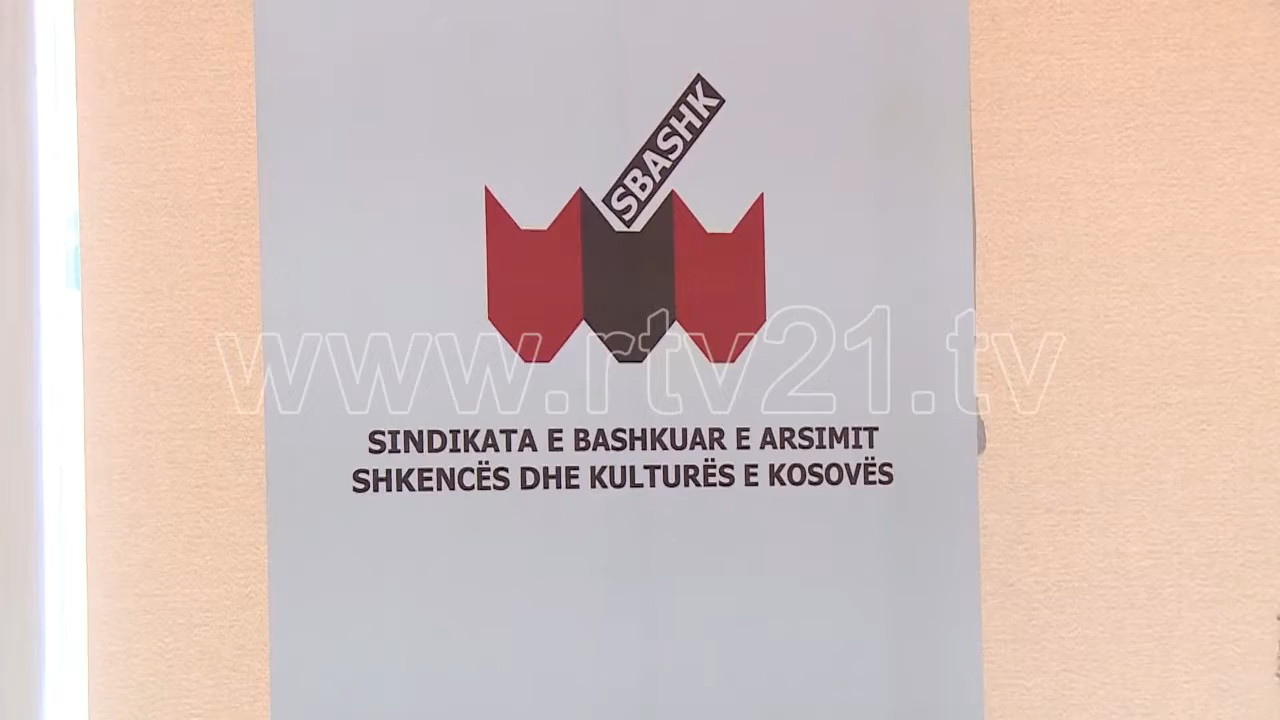 SBASHK
www.rtv21.tv
SINDIKATA E BASHKUAR E ARSIMIT
SHKENCËS DHE KULTURËS E KOSOVËS